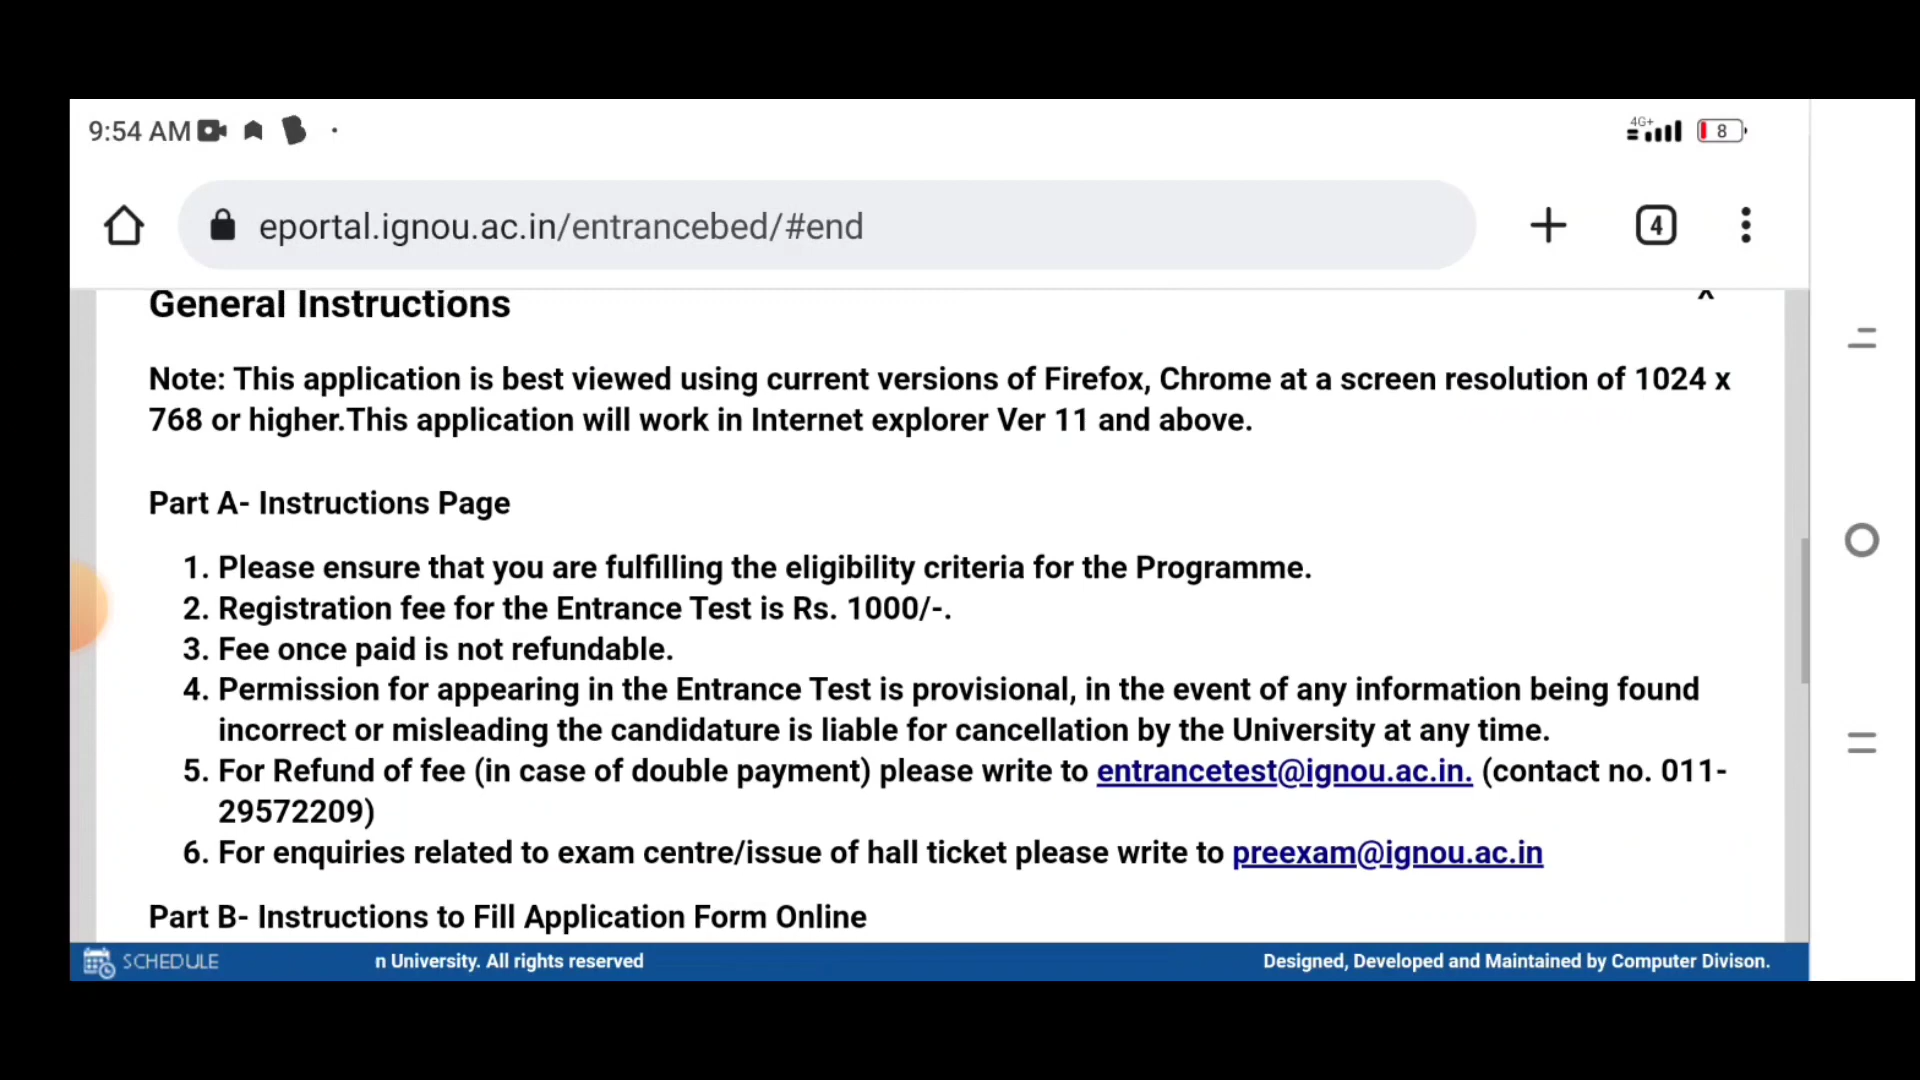 9:54 AM
4G+
8
eportal.ignou.ac.in/entrancebed/#end
4
General Instructions
^
Note: This application is best viewed using current versions of Firefox, Chrome at a screen resolution of 1024 x
768 or higher.This application will work in Internet explorer Ver 11 and above.
Part A- Instructions Page
1. Please ensure that you are fulfilling the eligibility criteria for the Programme.
2. Registration fee for the Entrance Test is Rs. 1000/-.
3. Fee once paid is not refundable.
4. Permission for appearing in the Entrance Test is provisional, in the event of any information being found
incorrect or misleading the candidature is liable for cancellation by the University at any time.
5. For Refund of fee (in case of double payment) please write to entrancetest@ignou.ac.in. (contact no. 011-
29572209)
6. For enquiries related to exam centre/issue of hall ticket please write to preexam@ignou.ac.in
Part B- Instructions to Fill Application Form Online
SCHEDULE n University. All rights reserved Designed, Developed and Maintained by Computer Divison.